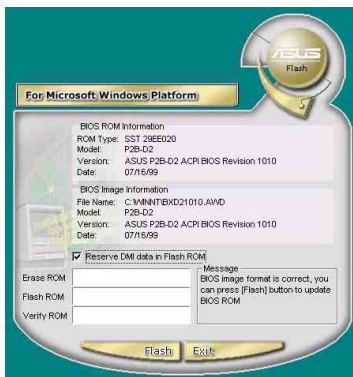 ASUS
Flash
For Microsoft Windows Platform
BIOS ROM Information
ROM Type: SST 29EE020
Model: P2B-D2
Version: ASUS P2B-D2 ACPI BIOS Revision 1010
Date: 07/16/99
BIOS Image Information
File Name: C:\WINNT\BXD21010.AWD
Model: P2B-D2
Version: ASUS P2B-D2 ACPI BIOS Revision 1010
Date: 07/16/99
Reserve DMI data in Flash ROM
Erase ROM
Flash ROM
Verify ROM
Message
BIOS image format is correct, you
can press [Flash] button to update
BIOS ROM
Flash Exit